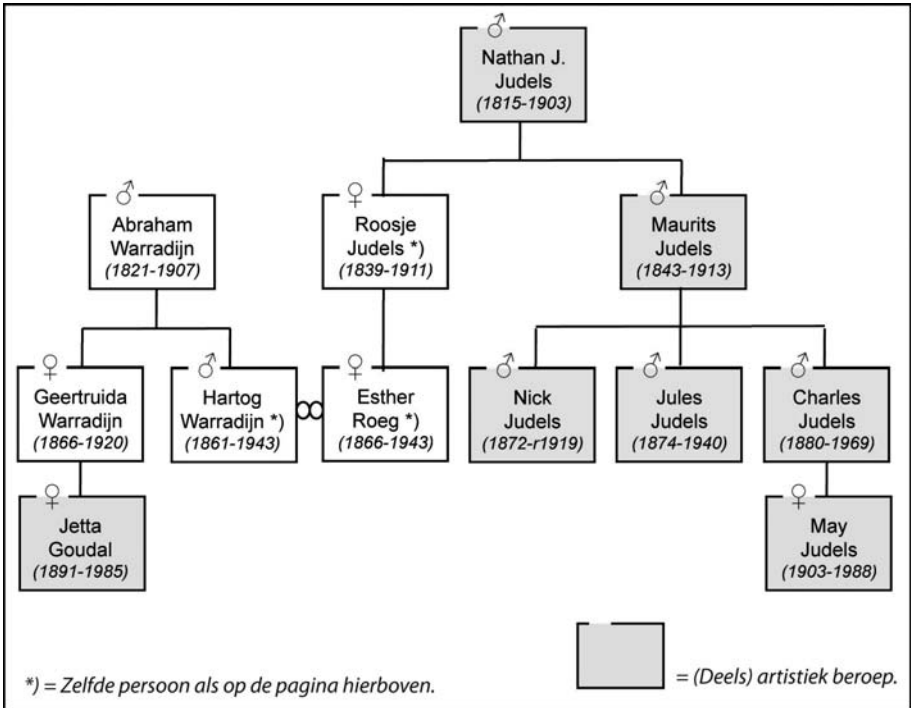 Nathan J.
Judels
(1815-1903)
Abraham
Warradijn
(1821-1907)
Roosje
Judels *)
(1839-1911)
Maurits
Judels
(1843-1913)
Geertruida
Warradijn
(1866-1920)
Hartog
Warradijn *)
(1861-1943)
Esther
Roeg *)
(1866-1943)
Nick
Judels
(1872-r1919)
Jules
Judels
(1874-1940)
Charles
Judels
(1880-1969)
Jetta
Goudal
(1891-1985)
May
Judels
(1903-1988)
*) = Zelfde persoon als op de pagina hierboven.
= (Deels) artistiek beroep.